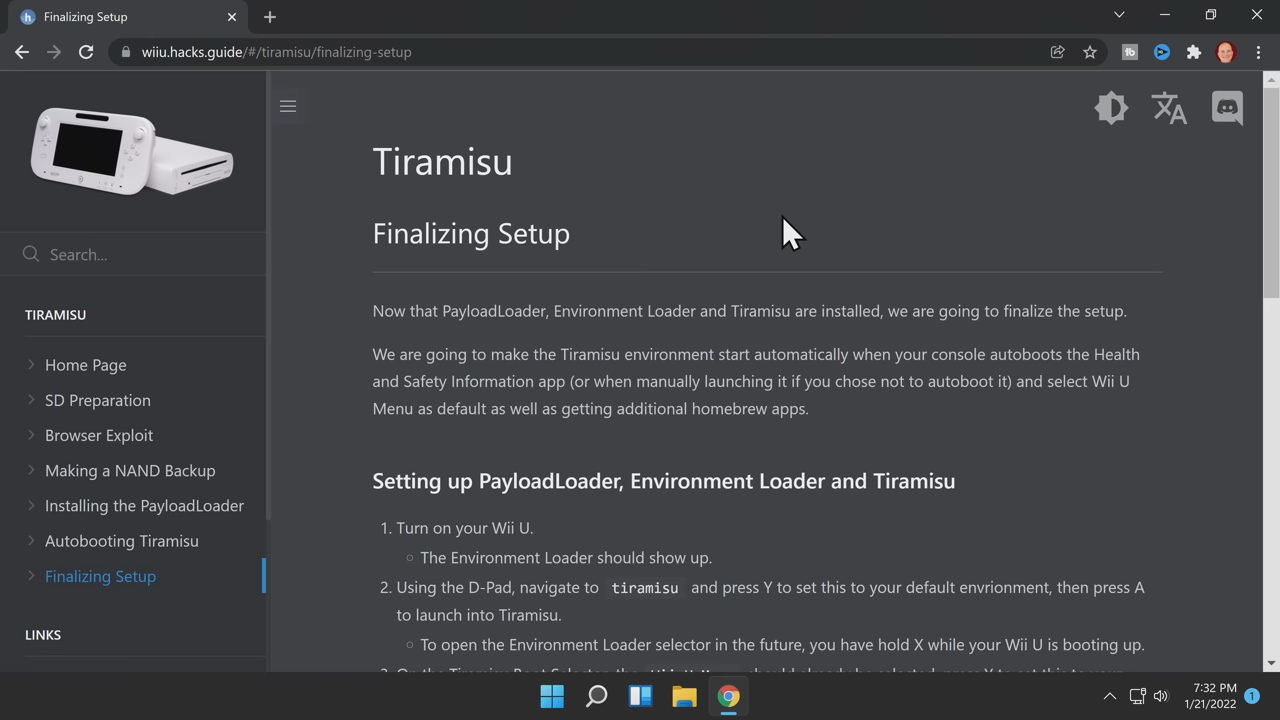 Finalizing Setup
wiiu.hacks.guide/#/tiramisu/finalizing-setup
Search...
TIRAMISU
Home Page
SD Preparation
Browser Exploit
Making a NAND Backup
Installing the PayloadLoader
Autobooting Tiramisu
Finalizing Setup
LINKS
Tiramisu
Finalizing Setup
Now that PayloadLoader, Environment Loader and Tiramisu are installed, we are going to finalize the setup.
We are going to make the Tiramisu environment start automatically when your console autoboots the Health
and Safety Information app (or when manually launching it if you chose not to autoboot it) and select Wii U
Menu as default as well as getting additional homebrew apps.
Setting up PayloadLoader, Environment Loader and Tiramisu
1. Turn on your Wii U.
The Environment Loader should show up.
2. Using the D-Pad, navigate to tiramisu and press Y to set this to your default envrionment, then press A
to launch into Tiramisu.
To open the Environment Loader selector in the future, you have hold X while your Wii U is booting up.
7:32 PM
1/21/2022
1